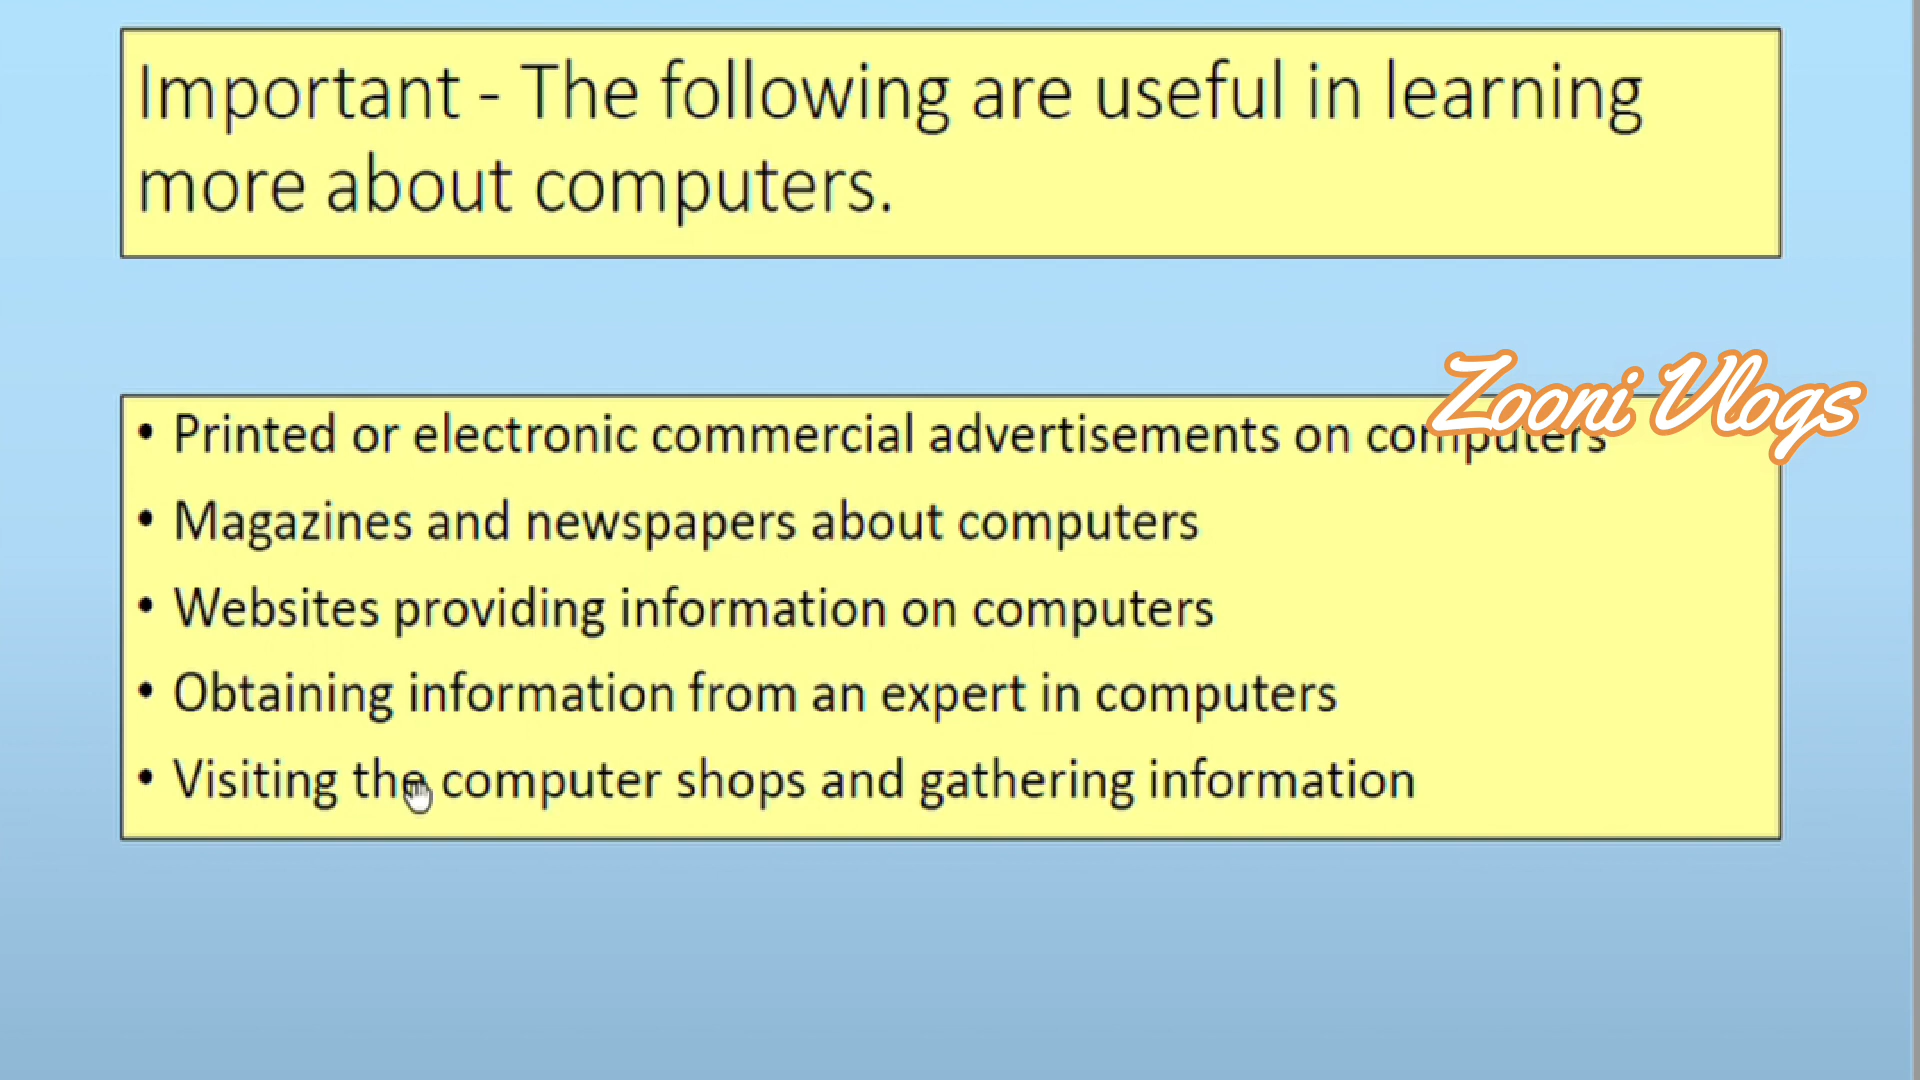 Important - The following are useful in learning
more about computers.
Zooni Vlogs
• Printed or electronic commercial advertisements on computers
• Magazines and newspapers about computers
• Websites providing information on computers
• Obtaining information from an expert in computers
• Visiting the computer shops and gathering information